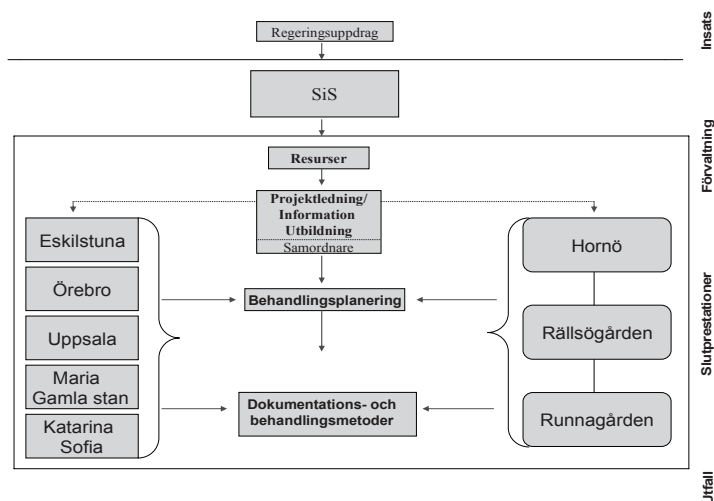 Regeringsuppdrag
SiS
Resurser
Projektledning/
Information
Utbildning
Samordnare
Eskilstuna
Örebro
Uppsala
Maria
Gamla stan
Katarina
Sofia
Behandlingsplanering
Dokumentations- och
behandlingsmetoder
Hornö
Rällsögården
Runnagården
Insats
Förvaltning
Slutprestationer
Utfall